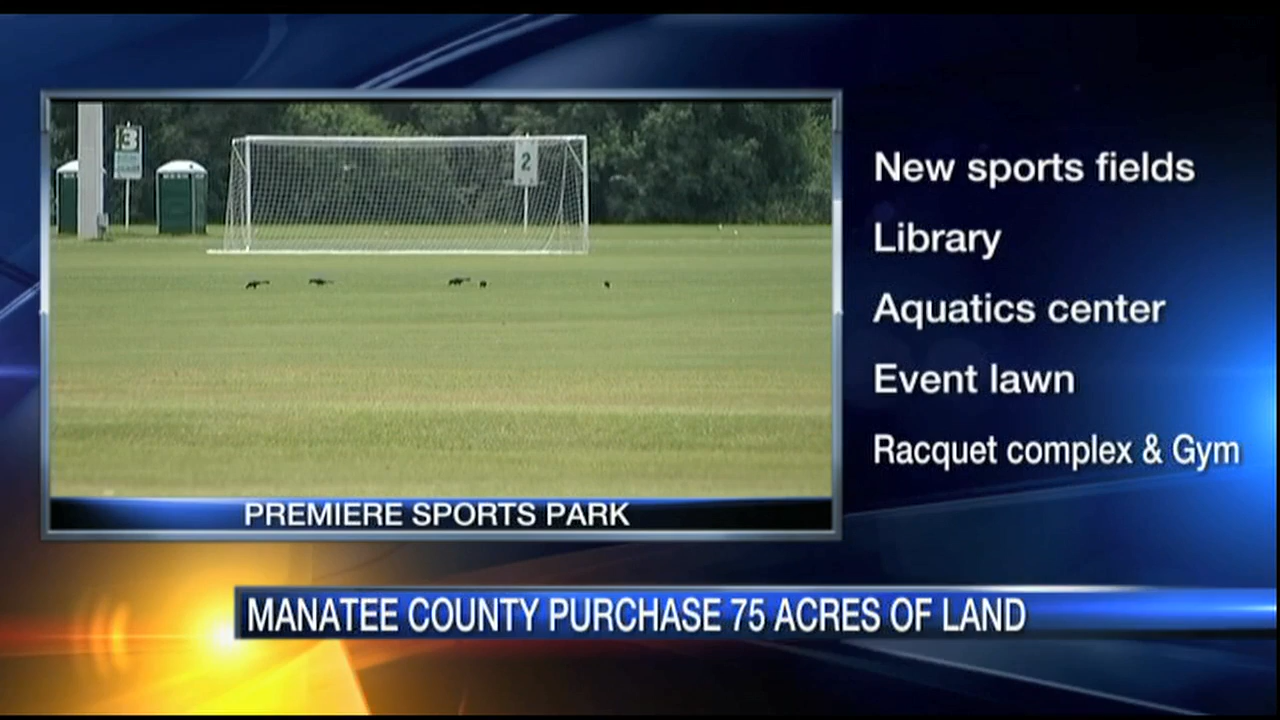 3
2
New sports fields
Library
Aquatics center
Event lawn
Racquet complex & Gym
PREMIERE SPORTS PARK
MANATEE COUNTY PURCHASE 75 ACRES OF LAND